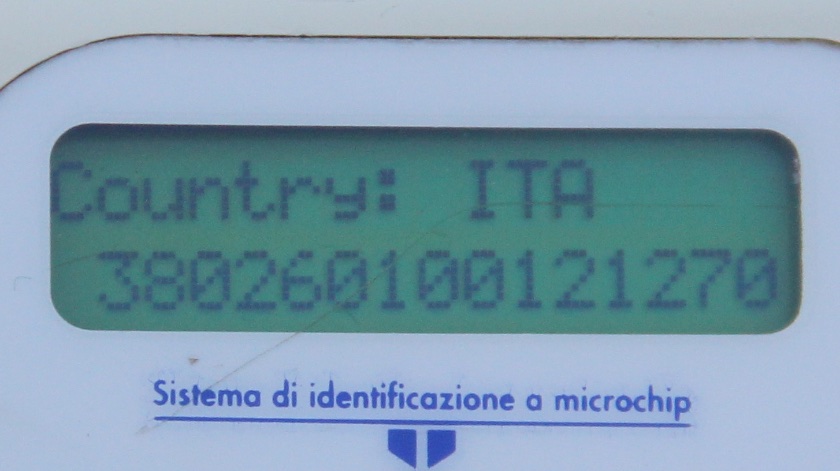 Country: ITA
380260100121270
Sistema di identificazione a microchip